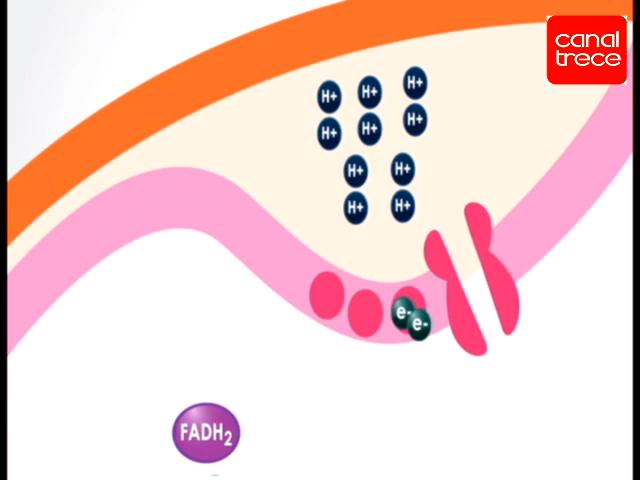 canal
trece
H+ H+ H+
H+ H+ H+
H+ H+
H+ H+
e-
e-
FADH₂